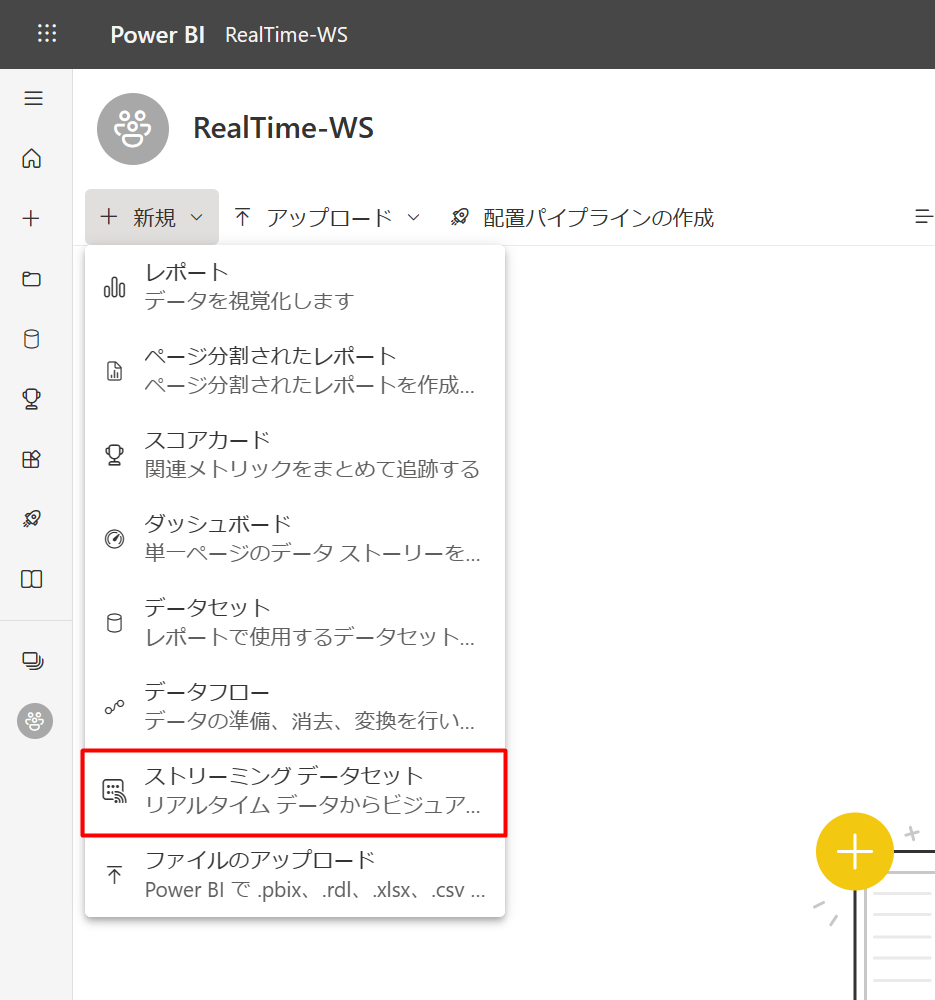 Power BI RealTime-WS
RealTime-WS
新規 アップロード 配置パイプラインの作成
レポート
データを視覚化します
ページ分割されたレポート
ページ分割されたレポートを作成...
スコアカード
関連メトリックをまとめて追跡する
ダッシュボード
単一ページのデータ ストーリーを...
データセット
レポートで使用するデータセット...
データフロー
データの準備、消去、変換を行い...
ストリーミング データセット
リアルタイム データからビジュア...
ファイルのアップロード
Power BI で .pbix、.rdl、.xlsx、.csv ...